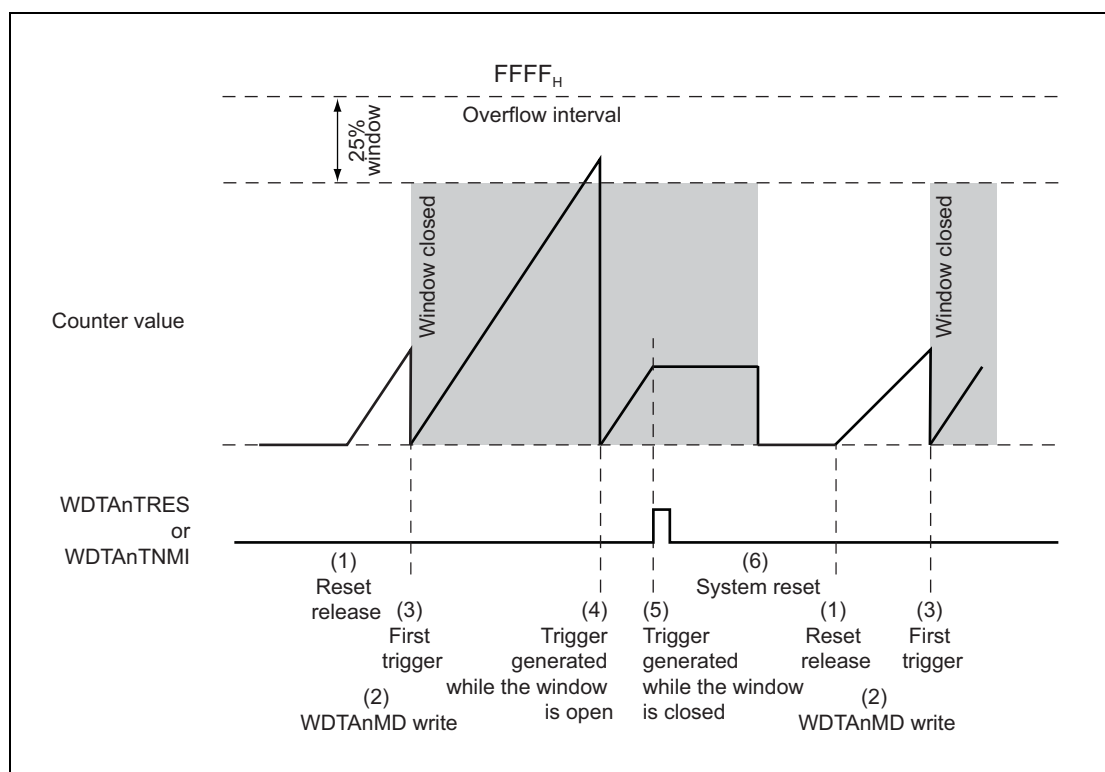 FFFFH
Overflow interval
25%
window
Window closed
Window closed
Counter value
WDTAnTRES
or
WDTAnTNMI
(1)
Reset
release
(3)
First
trigger
(2)
WDTAnMD write
(4)
Trigger
generated
while the window
is open
(5)
Trigger
generated
while the window
is closed
(6)
System reset
(1)
Reset
release
(3)
First
trigger
(2)
WDTAnMD write